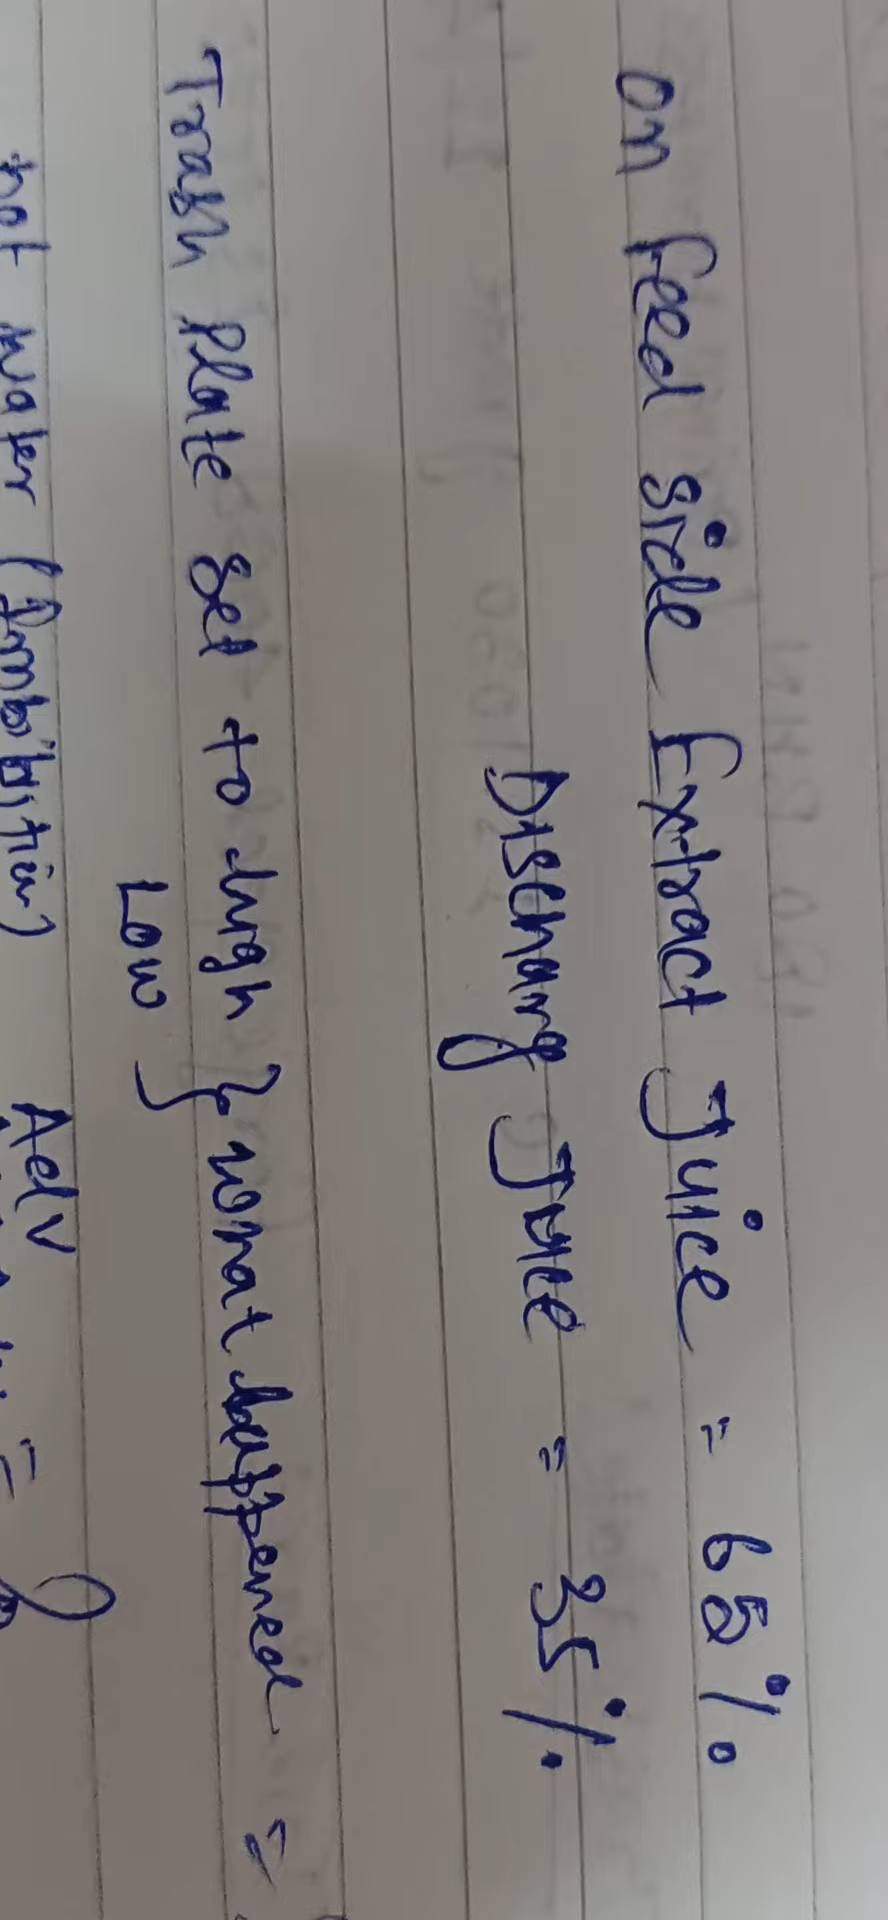 On Feed side Extract Juice = 65%.
Discharg Juice = 35%.
Trash Plate set to high } what happened =
Low }
hot water (Imbibition) Adv